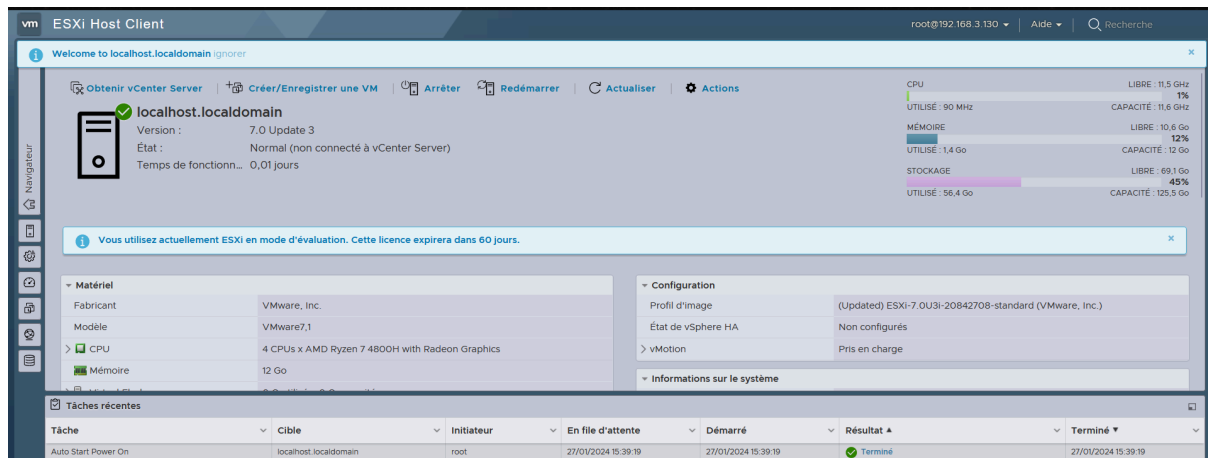 vm ESXi Host Client root@192.168.3.130 Aide Recherche
Welcome to localhost.localdomain ignorer
Navigateur
Obtenir vCenter Server Créer/Enregistrer une VM Arrêter Redémarrer Actualiser Actions
localhost.localdomain
Version : 7.0 Update 3
État : Normal (non connecté à vCenter Server)
Temps de fonctionn... 0,01 jours
CPU LIBRE : 11,5 GHz
1%
UTILISÉ : 90 MHz CAPACITÉ : 11,6 GHz
MÉMOIRE LIBRE : 10,6 Go
12%
UTILISÉ : 1,4 Go CAPACITÉ : 12 Go
STOCKAGE LIBRE : 69,1 Go
45%
UTILISÉ : 56,4 Go CAPACITÉ : 125,5 Go
Vous utilisez actuellement ESXi en mode d'évaluation. Cette licence expirera dans 60 jours.
Matériel
Fabricant VMware, Inc.
Modèle VMware7,1
CPU 4 CPUs x AMD Ryzen 7 4800H with Radeon Graphics
Mémoire 12 Go
Configuration
Profil d'image (Updated) ESXi-7.0U3i-20842708-standard (VMware, Inc.)
État de vSphere HA Non configurés
vMotion Pris en charge
Informations sur le système
Tâches récentes
Tâche Cible Initiateur En file d'attente Démarré Résultat Terminé
Auto Start Power On localhost.localdomain root 27/01/2024 15:39:19 27/01/2024 15:39:19 Terminé 27/01/2024 15:39:19